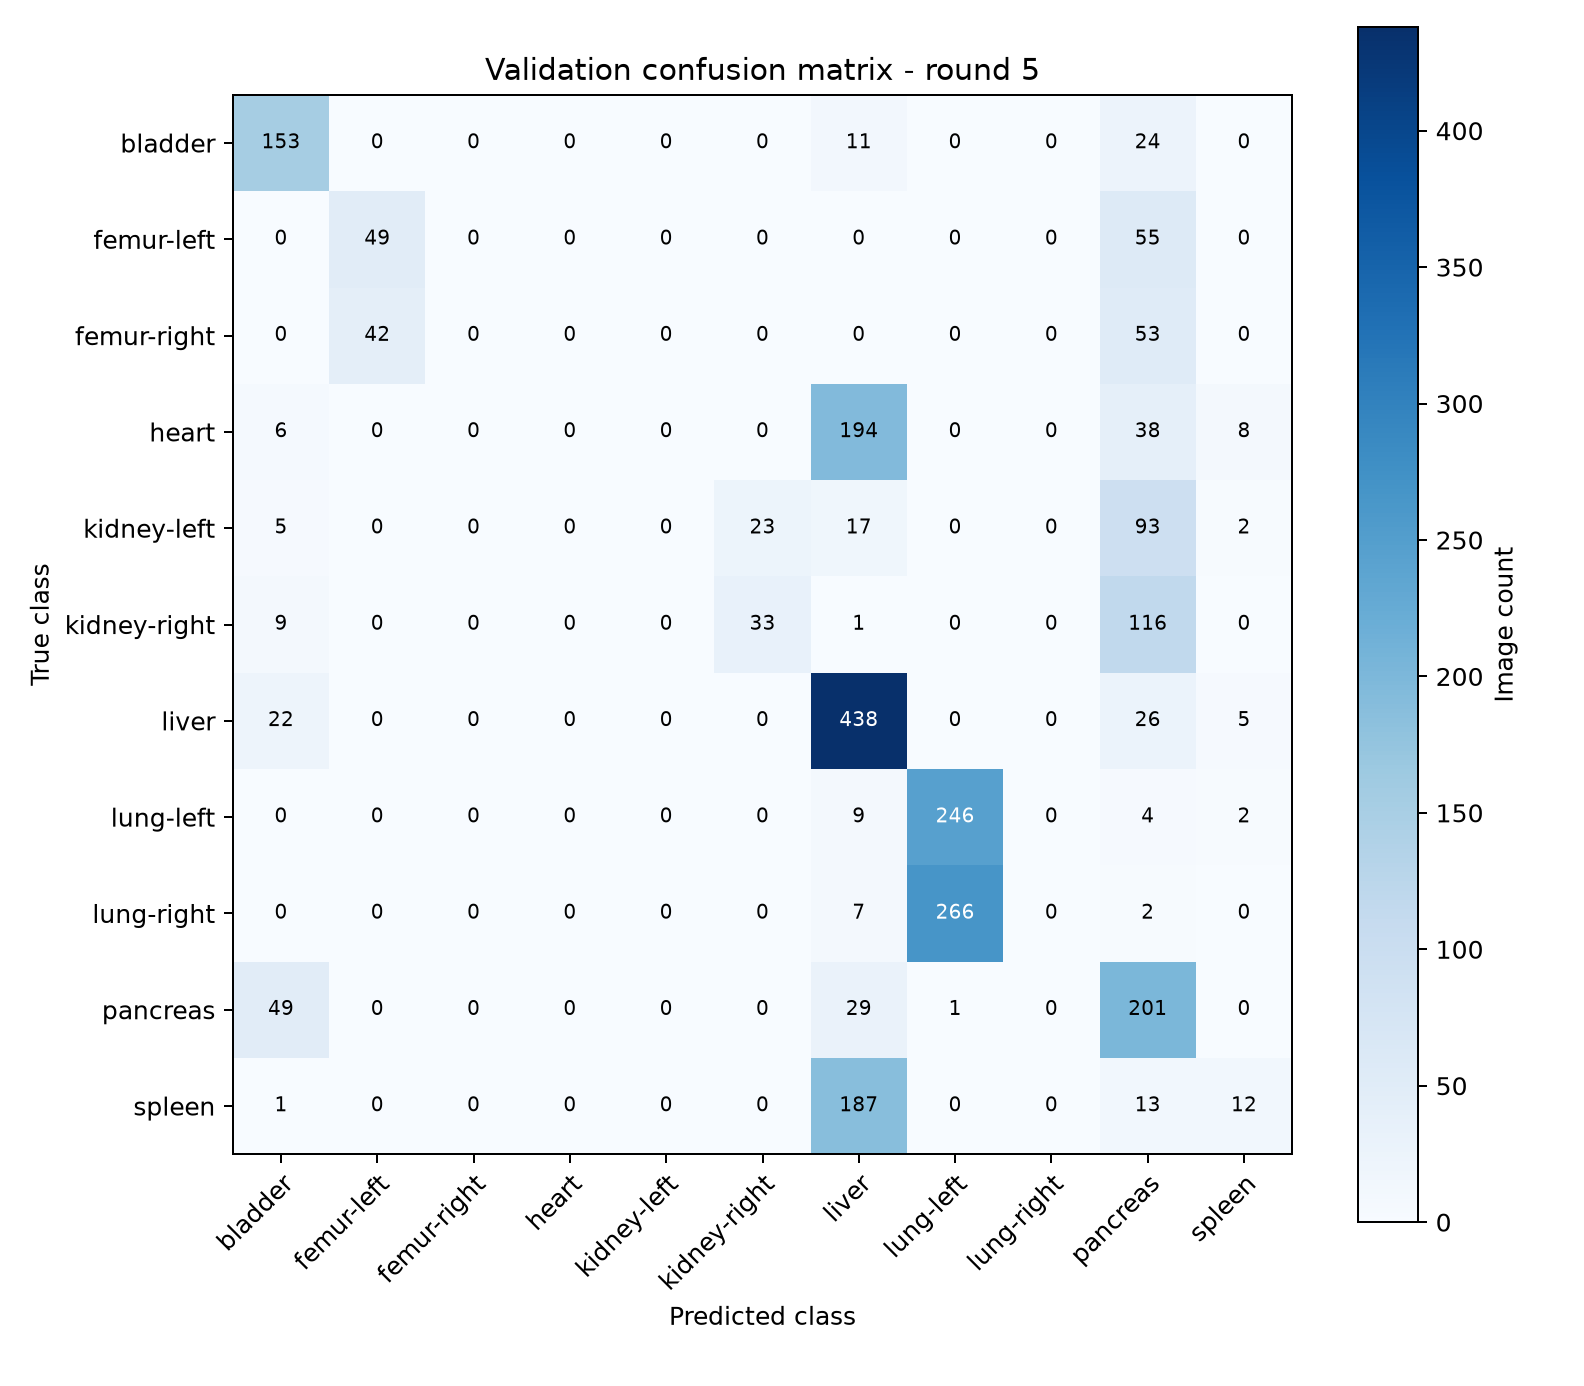 Validation confusion matrix - round 5
bladder 153 0 0 0 0 0 11 0 0 24 0
femur-left 0 49 0 0 0 0 0 0 0 55 0
femur-right 0 42 0 0 0 0 0 0 0 53 0
heart 6 0 0 0 0 0 194 0 0 38 8
kidney-left 5 0 0 0 0 23 17 0 0 93 2
kidney-right 9 0 0 0 0 33 1 0 0 116 0
liver 22 0 0 0 0 0 438 0 0 26 5
lung-left 0 0 0 0 0 0 9 246 0 4 2
lung-right 0 0 0 0 0 0 7 266 0 2 0
pancreas 49 0 0 0 0 0 29 1 0 201 0
spleen 1 0 0 0 0 0 187 0 0 13 12
bladder femur-left femur-right heart kidney-left kidney-right liver lung-left lung-right pancreas spleen
Predicted class
True class
400
350
300
250
200
150
100
50
0
Image count